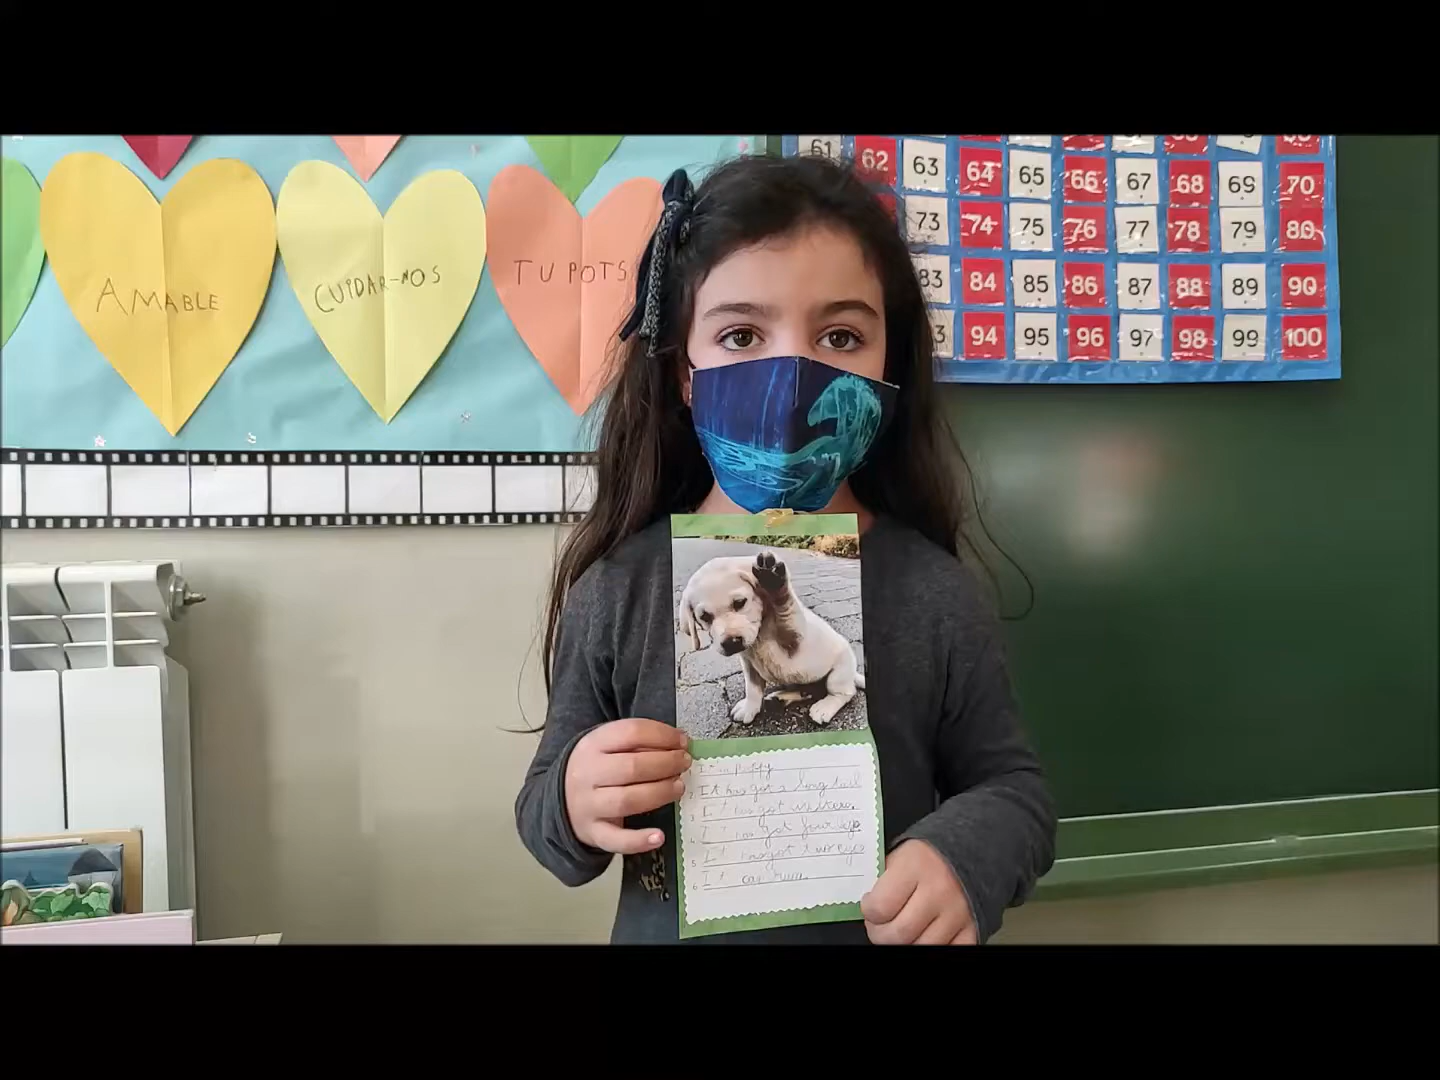 AMABLE
CUIDAR-NOS
TU POTS
61 62 63 64 65 66 67 68 69 70
73 74 75 76 77 78 79 80
83 84 85 86 87 88 89 90
3 94 95 96 97 98 99 100
puppy
2. It has got a long tail
3. It has got
4. It has got four legs
5. It has got two eyes
6. It can run.